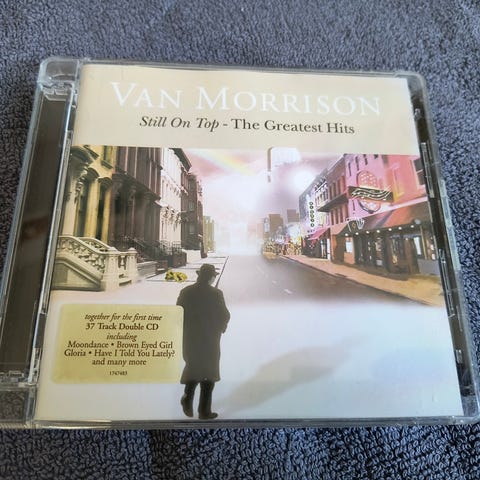 VAN MORRISON
Still On Top - The Greatest Hits
together for the first time
37 Track Double CD
including
Moondance • Brown Eyed Girl
Gloria • Have I Told You Lately?
and many more
1747483